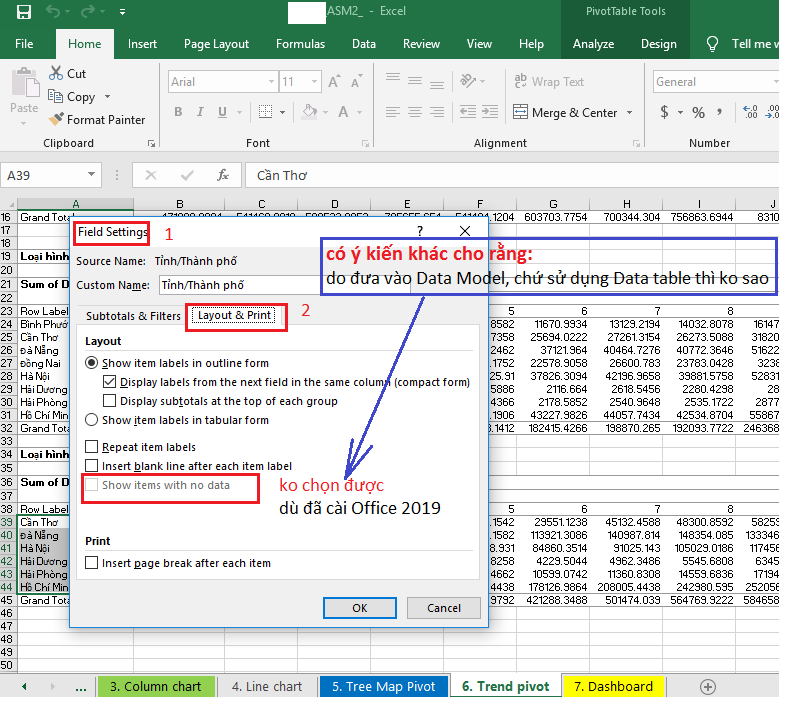 ASM2_ - Excel
PivotTable Tools
File Home Insert Page Layout Formulas Data Review View Help Analyze Design Tell me w
Cut
Copy
Format Painter
Paste
Clipboard
Arial 11
B I U
Font
Wrap Text
Merge & Center
Alignment
General
$ % ,
Number
A39 fx Cần Thơ
A B C D E F G H I J
16 Grand Tota 603703.7754 700344.304 756863.6944 8310
17
18
19 Loại hình
20
21 Sum of D
22
23 Row Label 5 6 7 8
24 Bình Phướ 8582 11670.9934 13129.2194 14032.8078 16147
25 Cần Thơ 7358 25694.0222 27261.3154 26273.5088 31820
26 Đà Nẵng 2462 37121.964 40464.7276 40772.3646 51622
27 Đồng Nai .1752 22578.9058 26600.783 23783.0428 3238
28 Hà Nội 25.91 37826.3094 42196.9658 39881.5758 52831
29 Hải Dương 5886 2116.664 2618.5456 2280.4298 28
30 Hải Phòng 4366 2178.5852 2540.9648 2535.1722 287
31 Hồ Chí Min .1906 43227.9826 44057.7434 42534.8704 55867
32 Grand Tota .1412 182415.4266 198870.265 192093.7722 246368
33
34 Loại hình
35
36 Sum of D
37
38 Row Label 5 6 7 8
39 Cần Thơ .1542 29551.1238 45132.4588 48300.8592 58259
40 Đà Nẵng .1582 113921.3086 140987.814 148354.085 133346
41 Hà Nội 8.931 84860.3514 91025.143 105029.0186 117456
42 Hải Dương 8258 4229.5044 4962.3486 5545.6808 6345
43 Hải Phòng 4662 10599.0742 11360.8308 14559.6836 17194
44 Hồ Chí Min 4438 178126.9864 208005.4438 242980.595 252056
45 Grand Tota .9792 421288.3488 501474.039 564769.9222 584658
46
47
48
49
50
Field Settings 1 ?
Source Name: Tỉnh/Thành phố
Custom Name: Tỉnh/Thành phố
Subtotals & Filters Layout & Print 2
Layout
Show item labels in outline form
Display labels from the next field in the same column (compact form)
Display subtotals at the top of each group
Show item labels in tabular form
Repeat item labels
Insert blank line after each item label
Show items with no data
Print
Insert page break after each item
OK Cancel
có ý kiến khác cho rằng:
do đưa vào Data Model, chứ sử dụng Data table thì ko sao
ko chọn được
dù đã cài Office 2019
... 3. Column chart 4. Line chart 5. Tree Map Pivot 6. Trend pivot 7. Dashboard